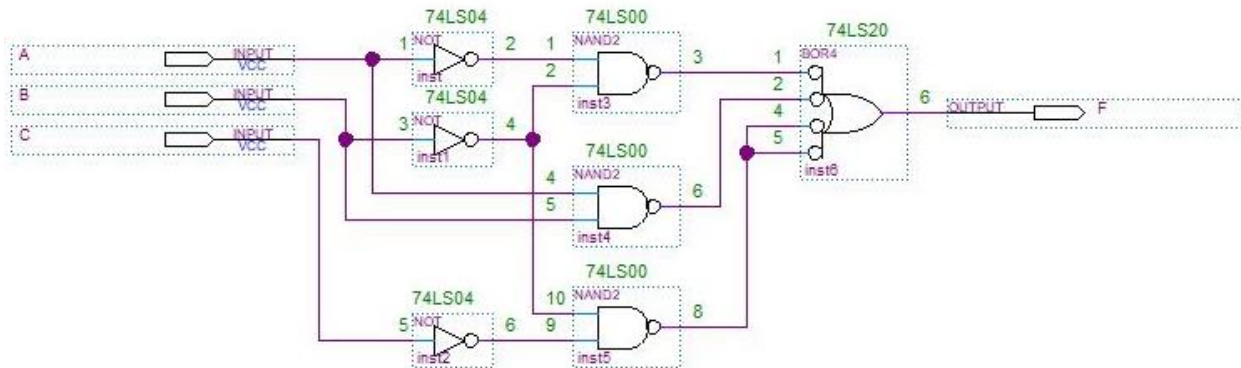 74LS04
74LS00
74LS20
A
INPUT
VCC
1
NOT
2
inst
1
NAND2
2
3
inst3
1
BOR4
2
4
5
6
inst6
OUTPUT
F
B
INPUT
VCC
74LS04
3
NOT
4
inst1
C
INPUT
VCC
74LS00
4
NAND2
5
6
inst4
74LS00
74LS04
5
NOT
6
inst2
10
NAND2
9
8
inst5